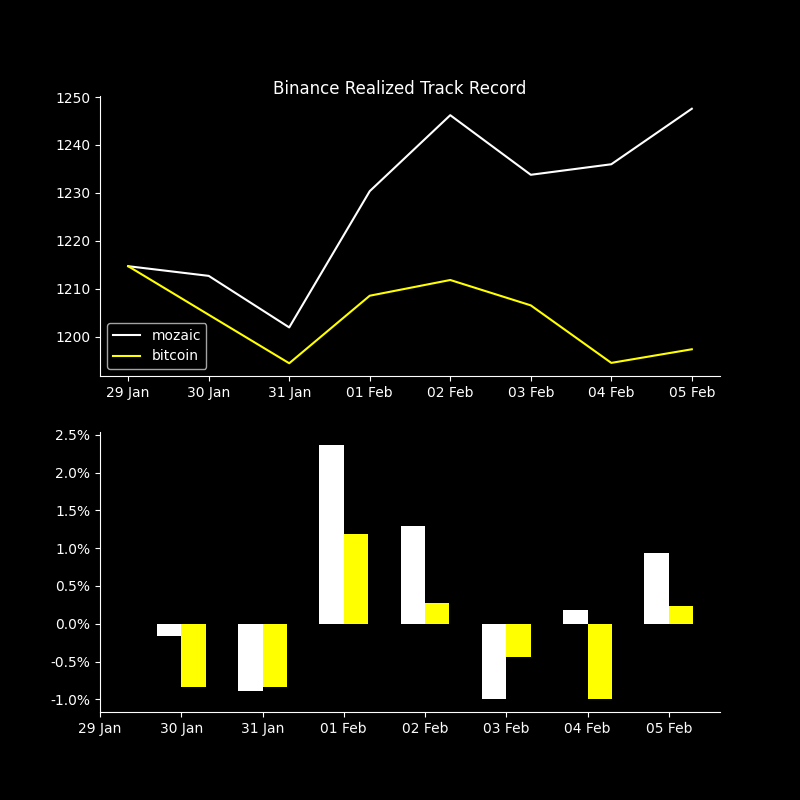 Binance Realized Track Record
1250
1240
1230
1220
1210
1200
mozaic
bitcoin
29 Jan 30 Jan 31 Jan 01 Feb 02 Feb 03 Feb 04 Feb 05 Feb
2.5%
2.0%
1.5%
1.0%
0.5%
0.0%
-0.5%
-1.0%
29 Jan 30 Jan 31 Jan 01 Feb 02 Feb 03 Feb 04 Feb 05 Feb